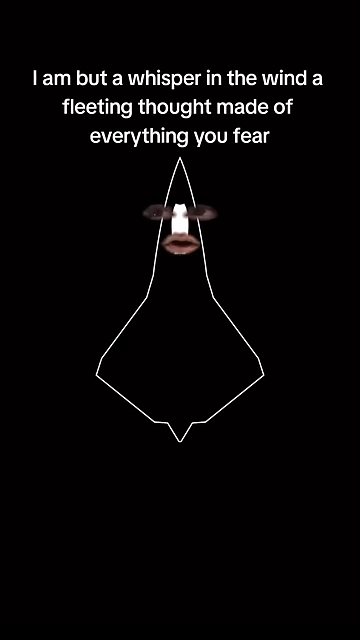 I am but a whisper in the wind a
fleeting thought made of
everything you fear